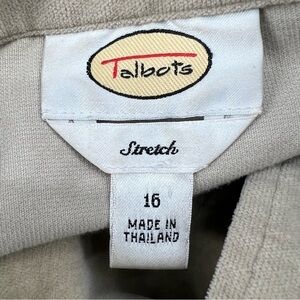 Talbots
Stretch
16
MADE IN
THAILAND